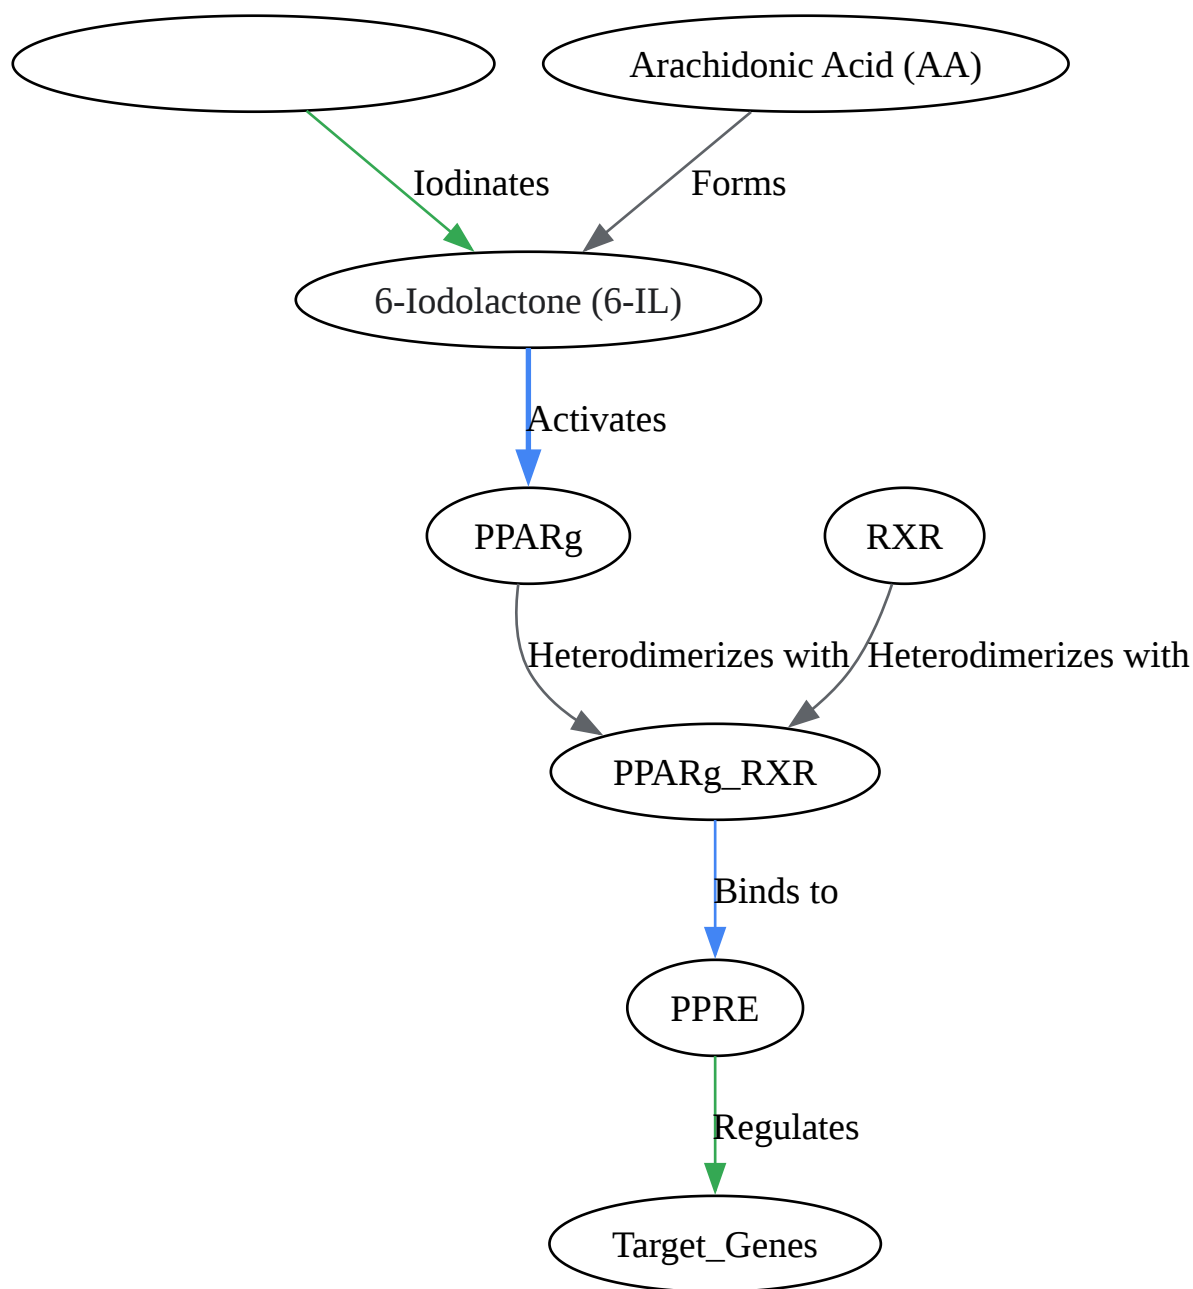 Arachidonic Acid (AA)
Iodinates
Forms
6-Iodolactone (6-IL)
Activates
PPARg
RXR
Heterodimerizes with
Heterodimerizes with
PPARg_RXR
Binds to
PPRE
Regulates
Target_Genes